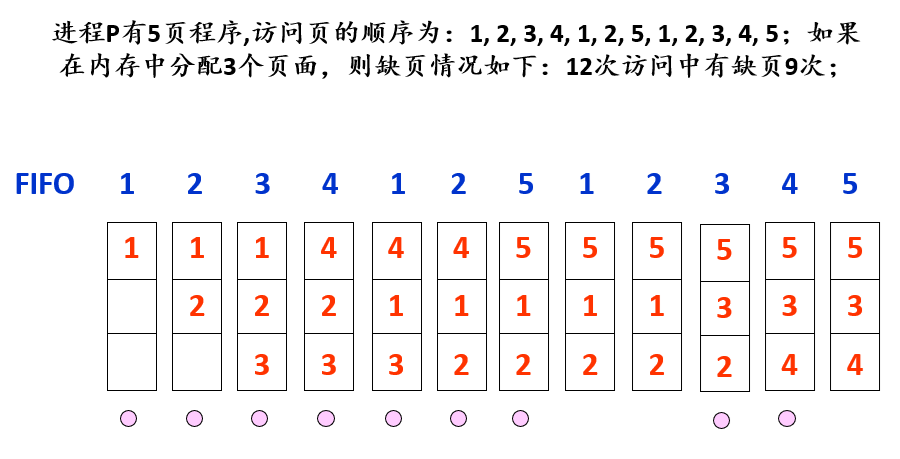 进程P有5页程序,访问页的顺序为：1, 2, 3, 4, 1, 2, 5, 1, 2, 3, 4, 5；如果
在内存中分配3个页面，则缺页情况如下：12次访问中有缺页9次；
FIFO 1 2 3 4 1 2 5 1 2 3 4 5
1 1 1 4 4 4 5 5 5 5 5 5
2 2 2 1 1 1 1 1 3 3 3
3 3 3 2 2 2 2 2 4 4